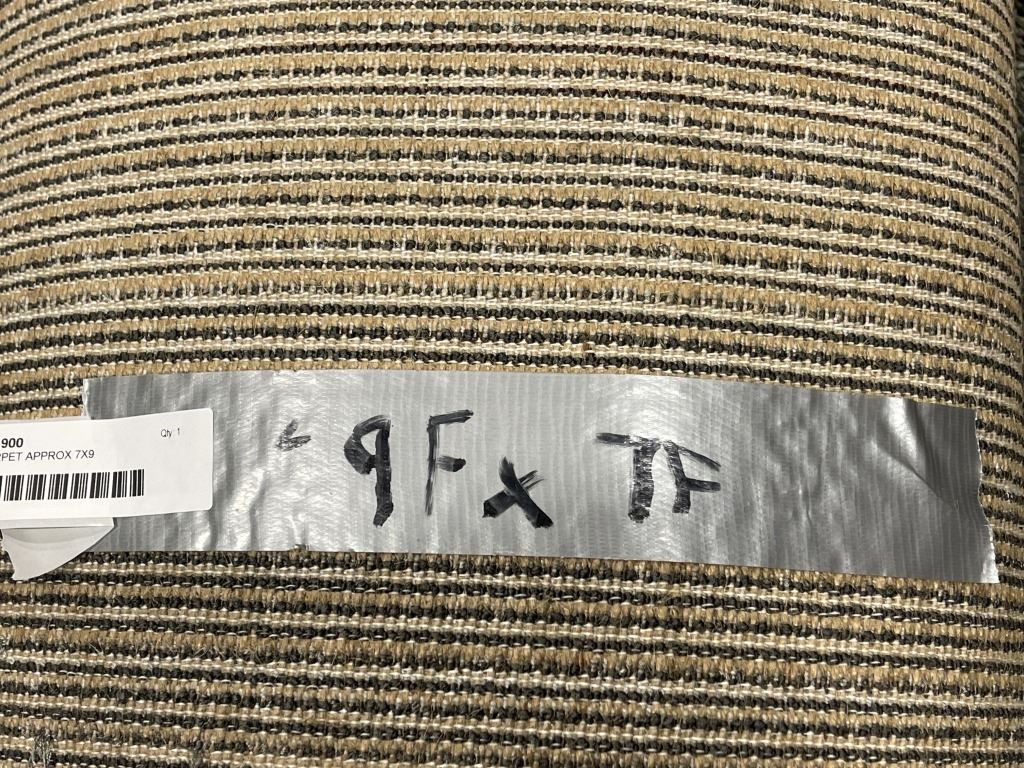 900
Qty: 1
PET APPROX 7X9
9F x 7F